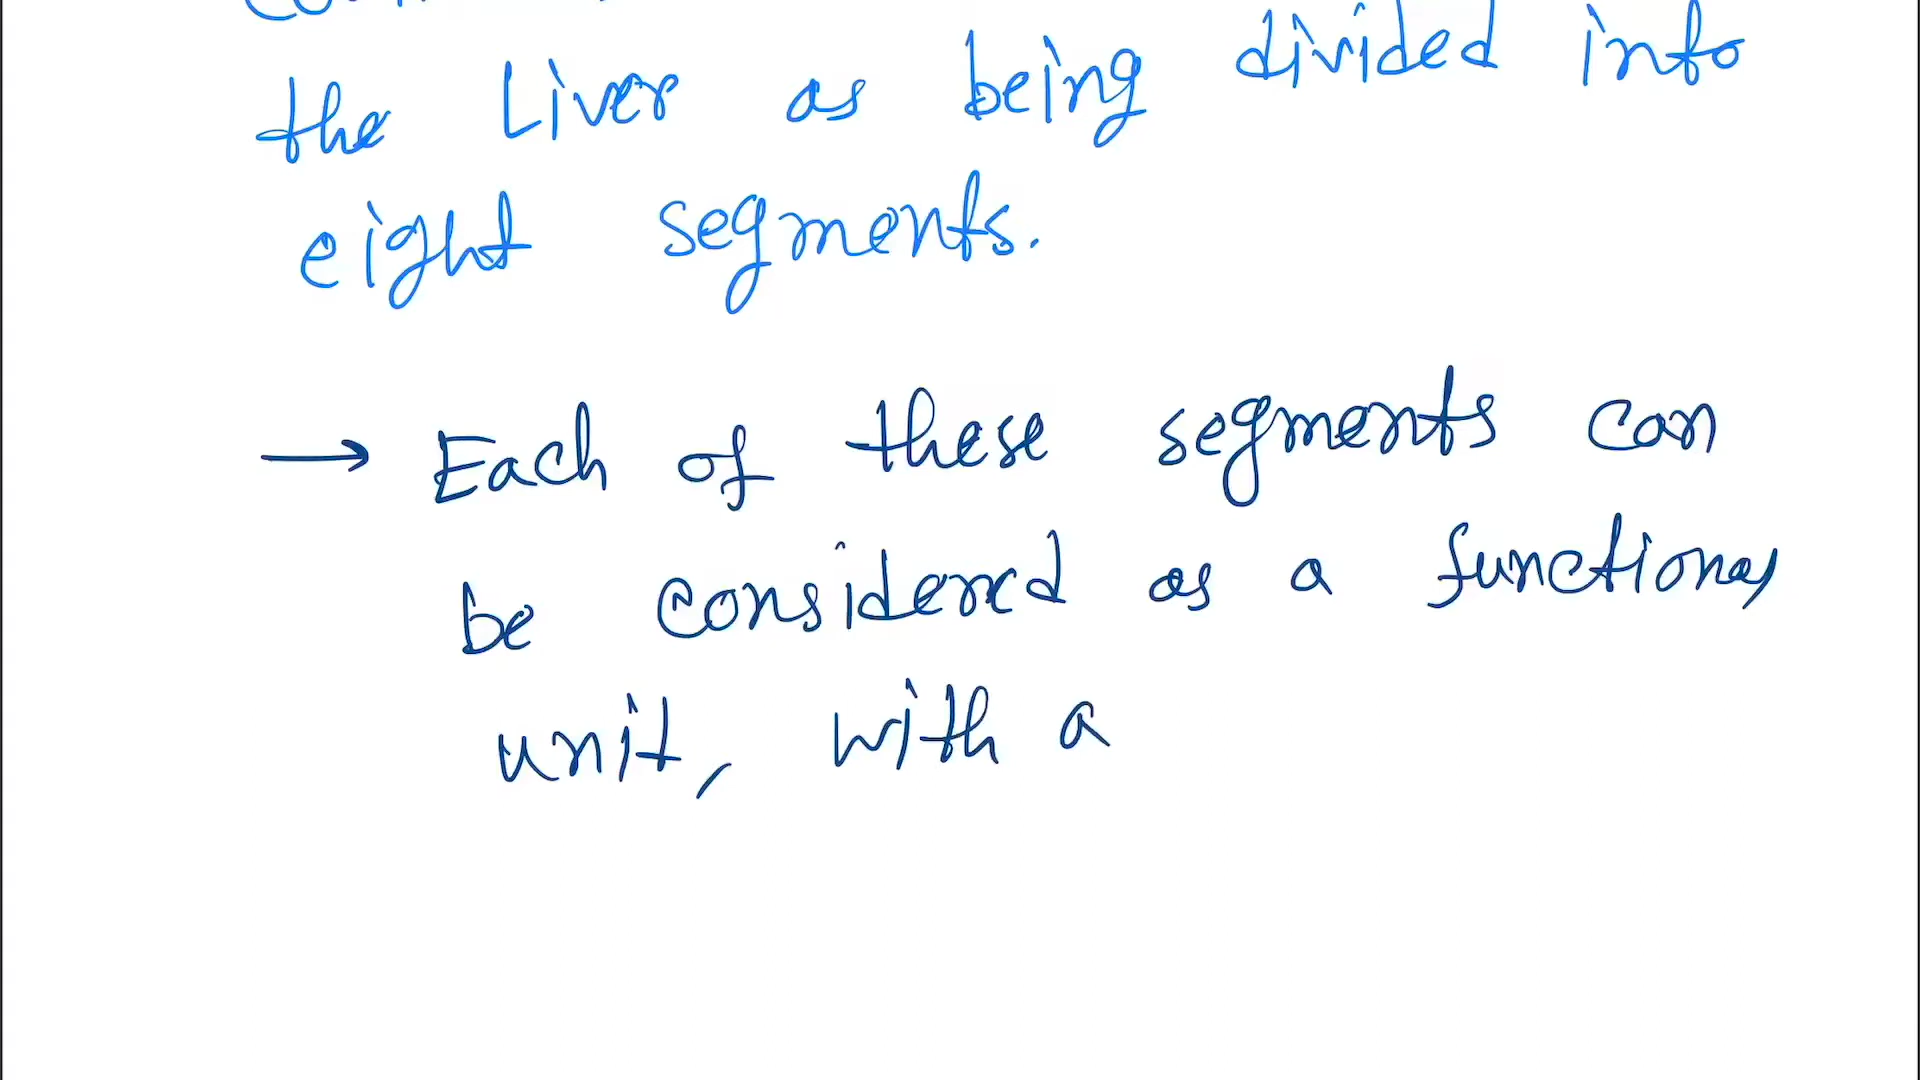 the Liver as being divided into
eight segments.
→ Each of these segments can
be considered as a functional
unit, with a